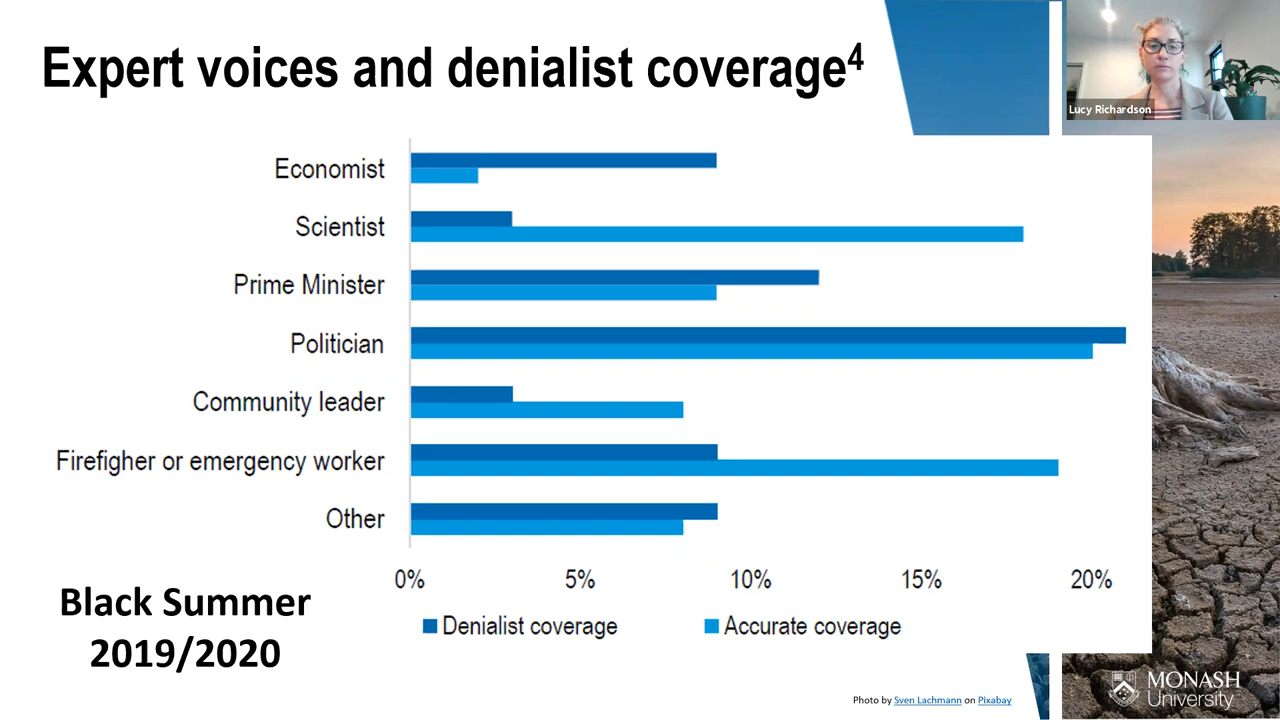 Expert voices and denialist coverage⁴
Lucy Richardson
Economist
Scientist
Prime Minister
Politician
Community leader
Firefigher or emergency worker
Other
0% 5% 10% 15% 20%
Denialist coverage Accurate coverage
Black Summer
2019/2020
Photo by Sven Lachmann on Pixabay
MONASH
University